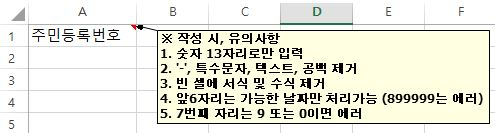 A B C D E F
1 주민등록번호
※ 작성 시, 유의사항
1. 숫자 13자리로만 입력
2. '-', 특수문자, 텍스트, 공백 제거
3. 빈 셀에 서식 및 수식 제거
4. 앞6자리는 가능한 날짜만 처리가능 (899999는 에러)
5. 7번째 자리는 9 또는 0이면 에러
2
3
4
5